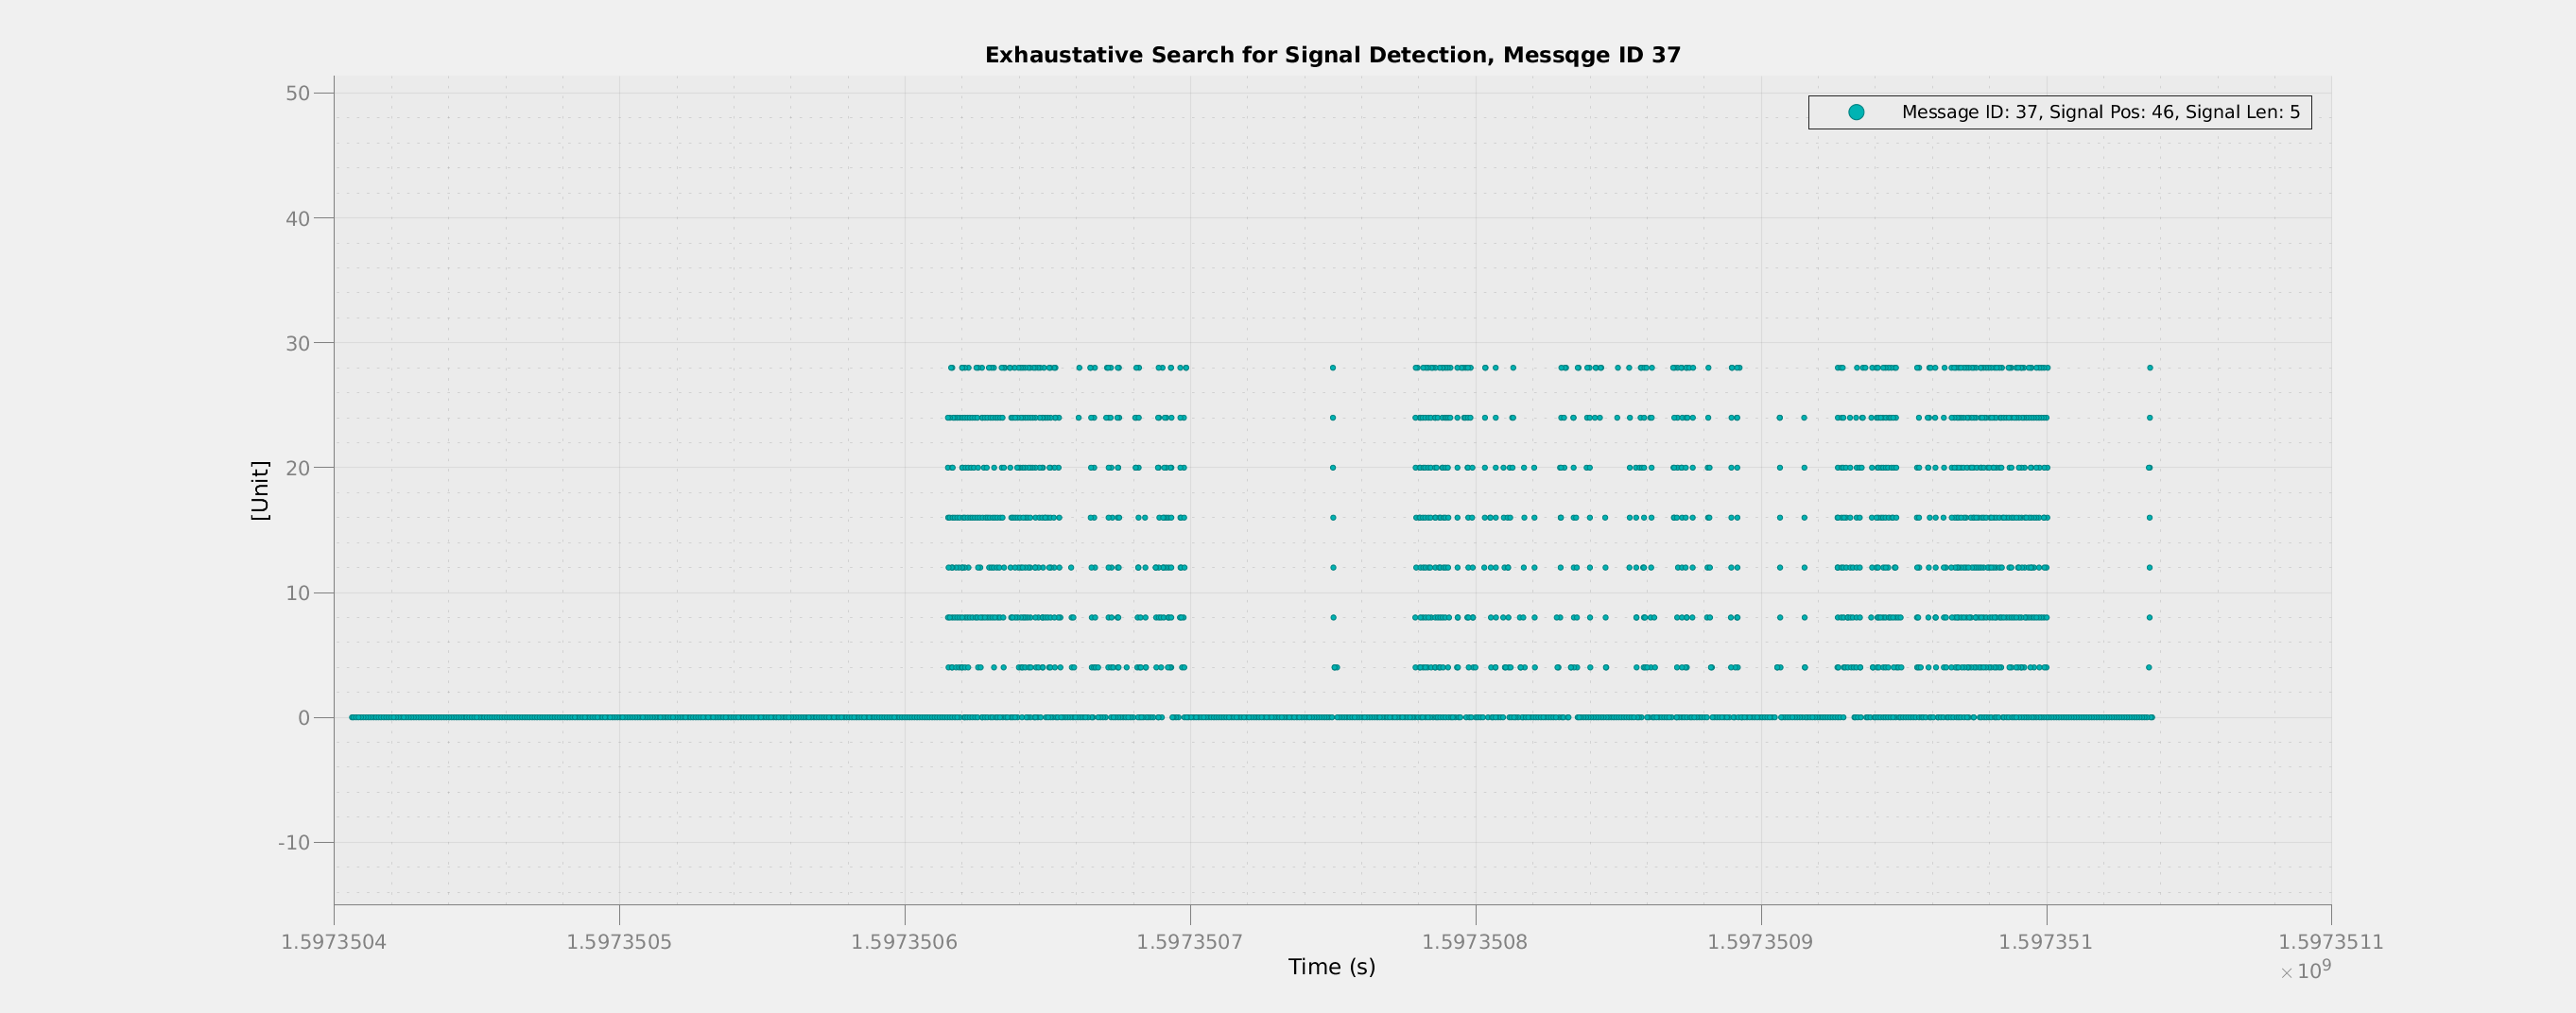 Exhaustative Search for Signal Detection, Messqge ID 37
Message ID: 37, Signal Pos: 46, Signal Len: 5
50
40
30
20
10
0
-10
[Unit]
1.5973504 1.5973505 1.5973506 1.5973507 1.5973508 1.5973509 1.597351 1.5973511
Time (s)
× 10⁹